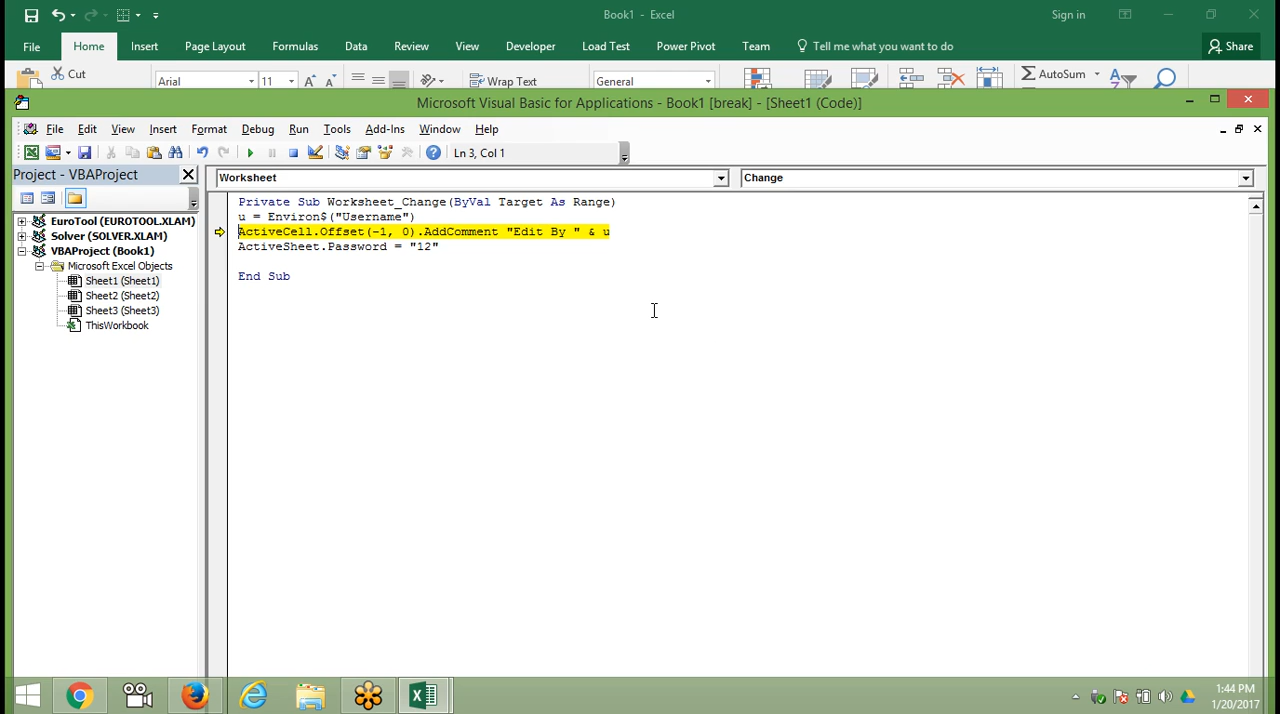 Book1 - Excel
Sign in
File Home Insert Page Layout Formulas Data Review View Developer Load Test Power Pivot Team Tell me what you want to do Share
Cut Arial 11 Wrap Text General AutoSum
Microsoft Visual Basic for Applications - Book1 [break] - [Sheet1 (Code)]
File Edit View Insert Format Debug Run Tools Add-Ins Window Help
Ln 3, Col 1
Project - VBAProject
Worksheet
Change
EuroTool (EUROTOOL.XLAM)
Solver (SOLVER.XLAM)
VBAProject (Book1)
Microsoft Excel Objects
Sheet1 (Sheet1)
Sheet2 (Sheet2)
Sheet3 (Sheet3)
ThisWorkbook
Private Sub Worksheet_Change(ByVal Target As Range)
u = Environ$("Username")
ActiveCell.Offset(-1, 0).AddComment "Edit By " & u
ActiveSheet.Password = "12"
End Sub
1:44 PM
1/20/2017